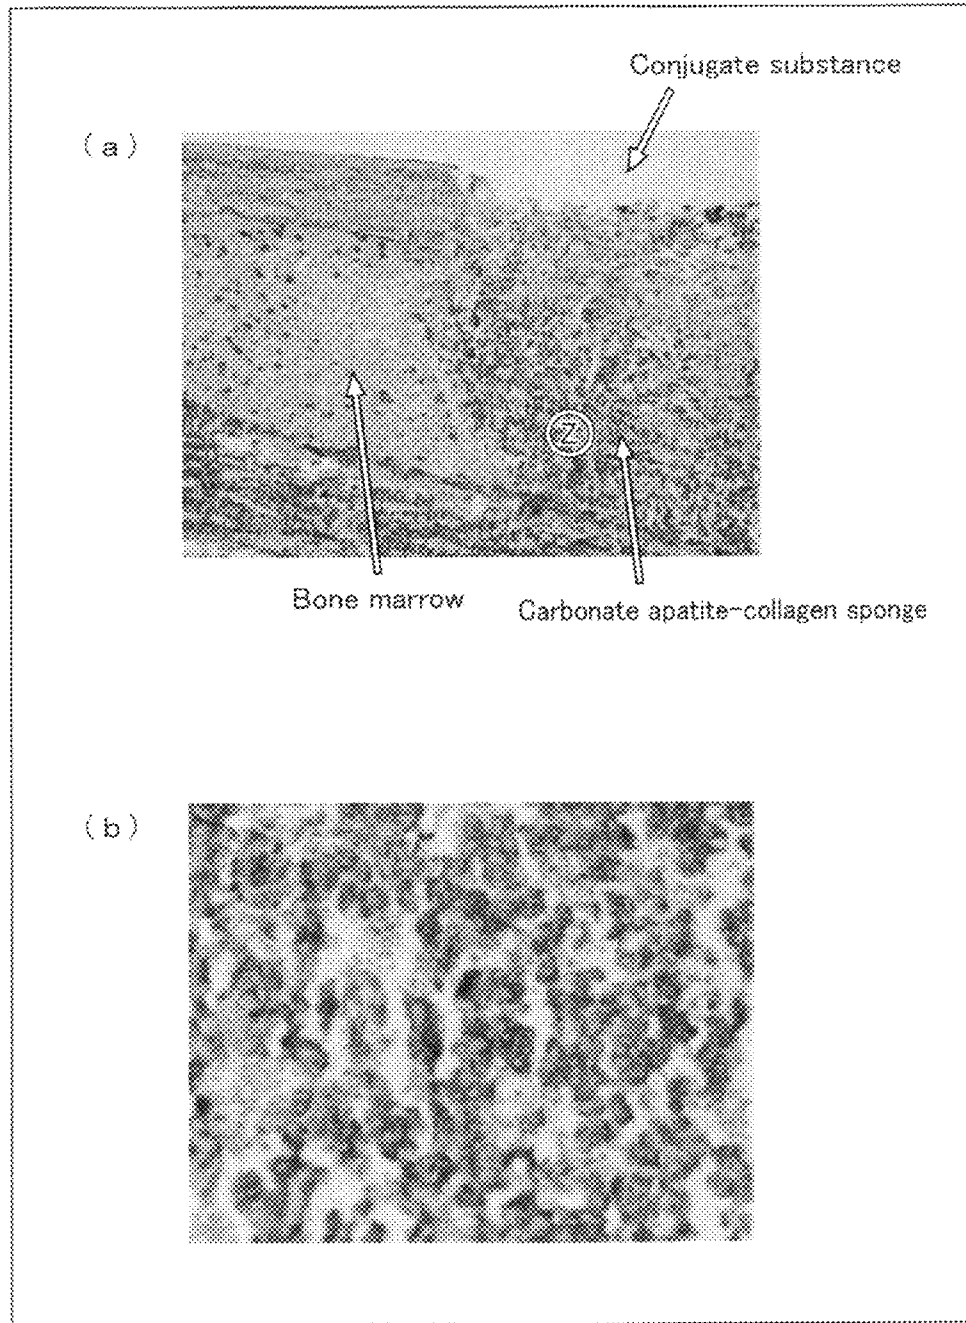 Conjugate substance
(a)
Z
Bone marrow
Carbonate apatite-collagen sponge
(b)